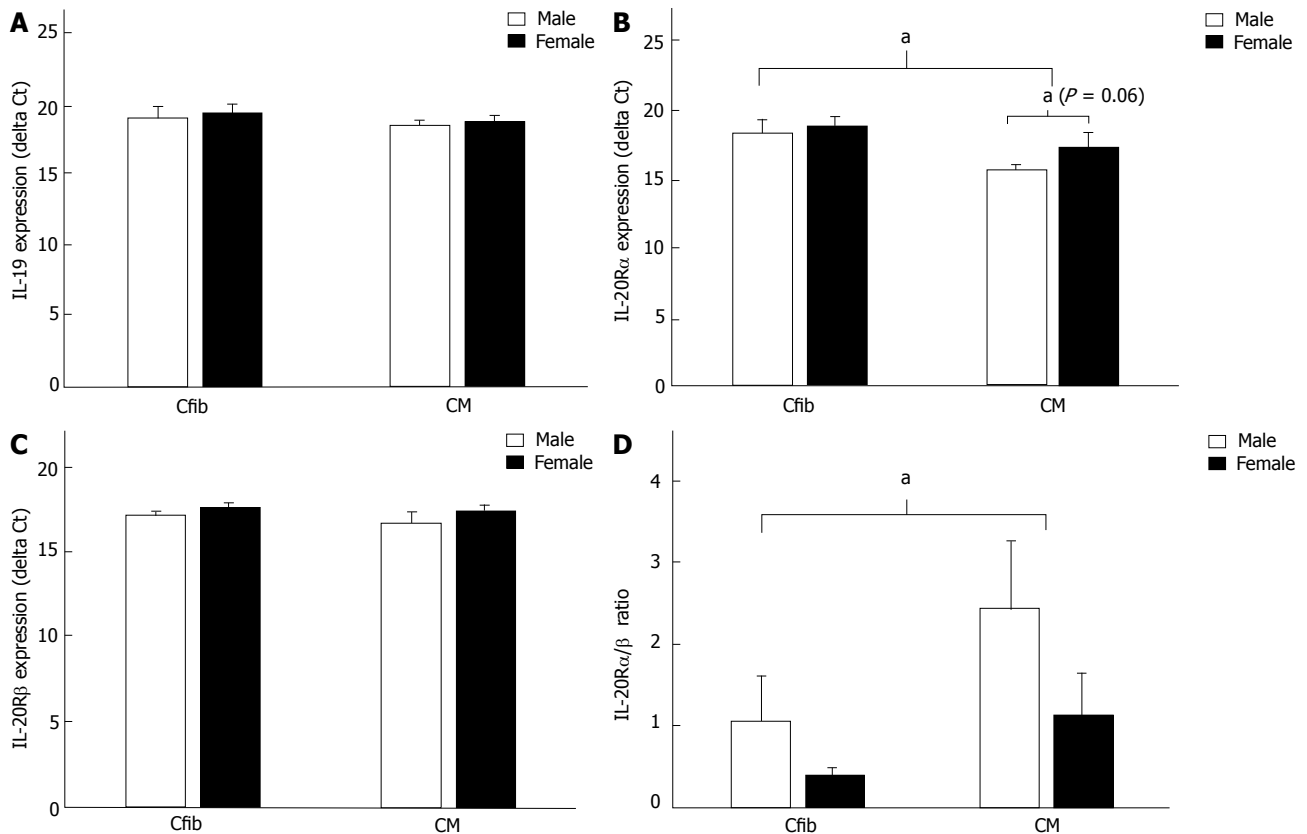 A
Male
Female
IL-19 expression (delta Ct)
25
20
15
10
5
0
Cfib
CM
B
Male
Female
IL-20Rα expression (delta Ct)
25
20
15
10
5
0
a
a (P = 0.06)
Cfib
CM
C
Male
Female
IL-20Rβ expression (delta Ct)
20
15
10
5
0
Cfib
CM
D
Male
Female
IL-20Rα/β ratio
4
3
2
1
0
a
Cfib
CM